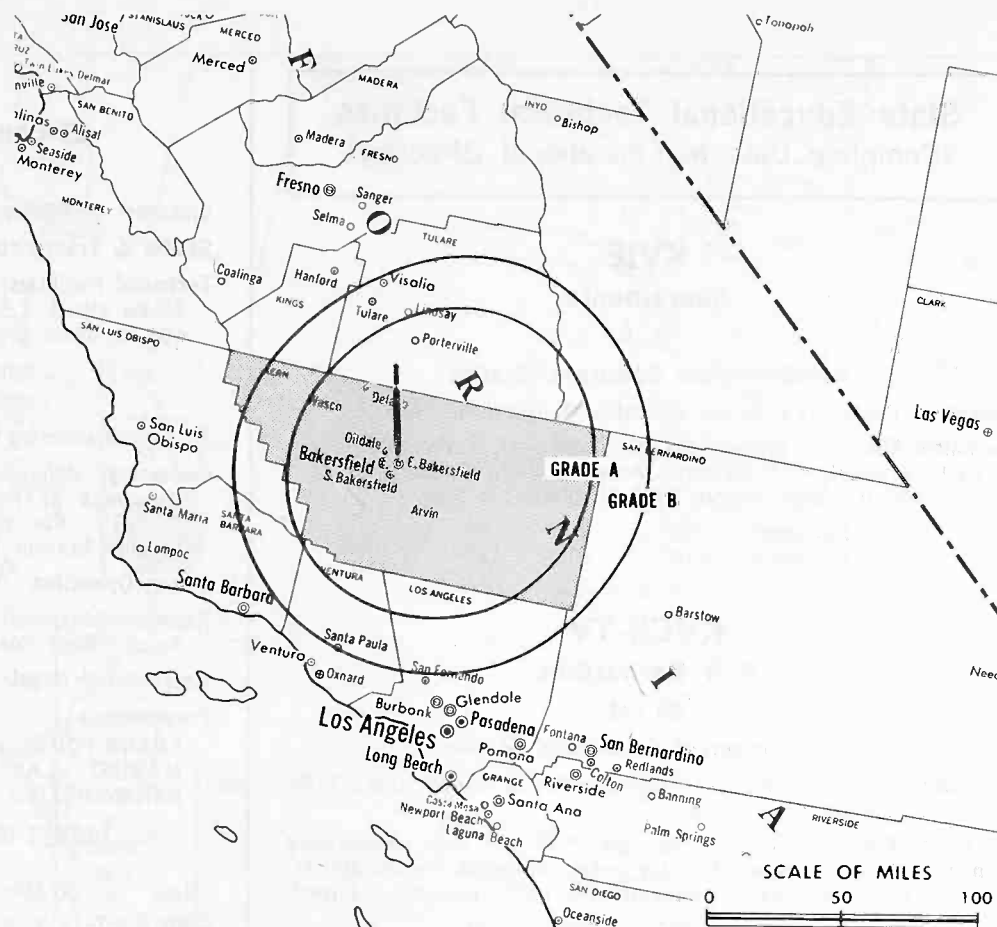 San Jose
STANISLAUS
MERCED
Merced
F
MADERA
Tonopah
SAN BENITO
Alisal
Seaside
Monterey
MONTEREY
Madera
FRESNO
INYO
Bishop
Fresno
Sanger
Selma
O
TULARE
Coalinga
Hanford
Visalia
KINGS
Tulare
Lindsay
CLARK
SAN LUIS OBISPO
Porterville
KERN
Wasco
Delano
R
Las Vegas
San Luis
Obispo
Oildale
Bakersfield
E. Bakersfield
S. Bakersfield
SAN BERNARDINO
GRADE A
GRADE B
Arvin
N
Santa Maria
SANTA
BARBARA
Lompoc
VENTURA
LOS ANGELES
Santa Barbara
Barstow
Santa Paula
Ventura
Oxnard
San Fernando
I
Need
Burbank
Glendale
Los Angeles
Pasadena
Pomona
Fontana
San Bernardino
Redlands
Colton
Long Beach
ORANGE
Riverside
Banning
Costa Mesa
Santa Ana
Newport Beach
Laguna Beach
Palm Springs
A
RIVERSIDE
SAN DIEGO
Oceanside
SCALE OF MILES
0 50 100